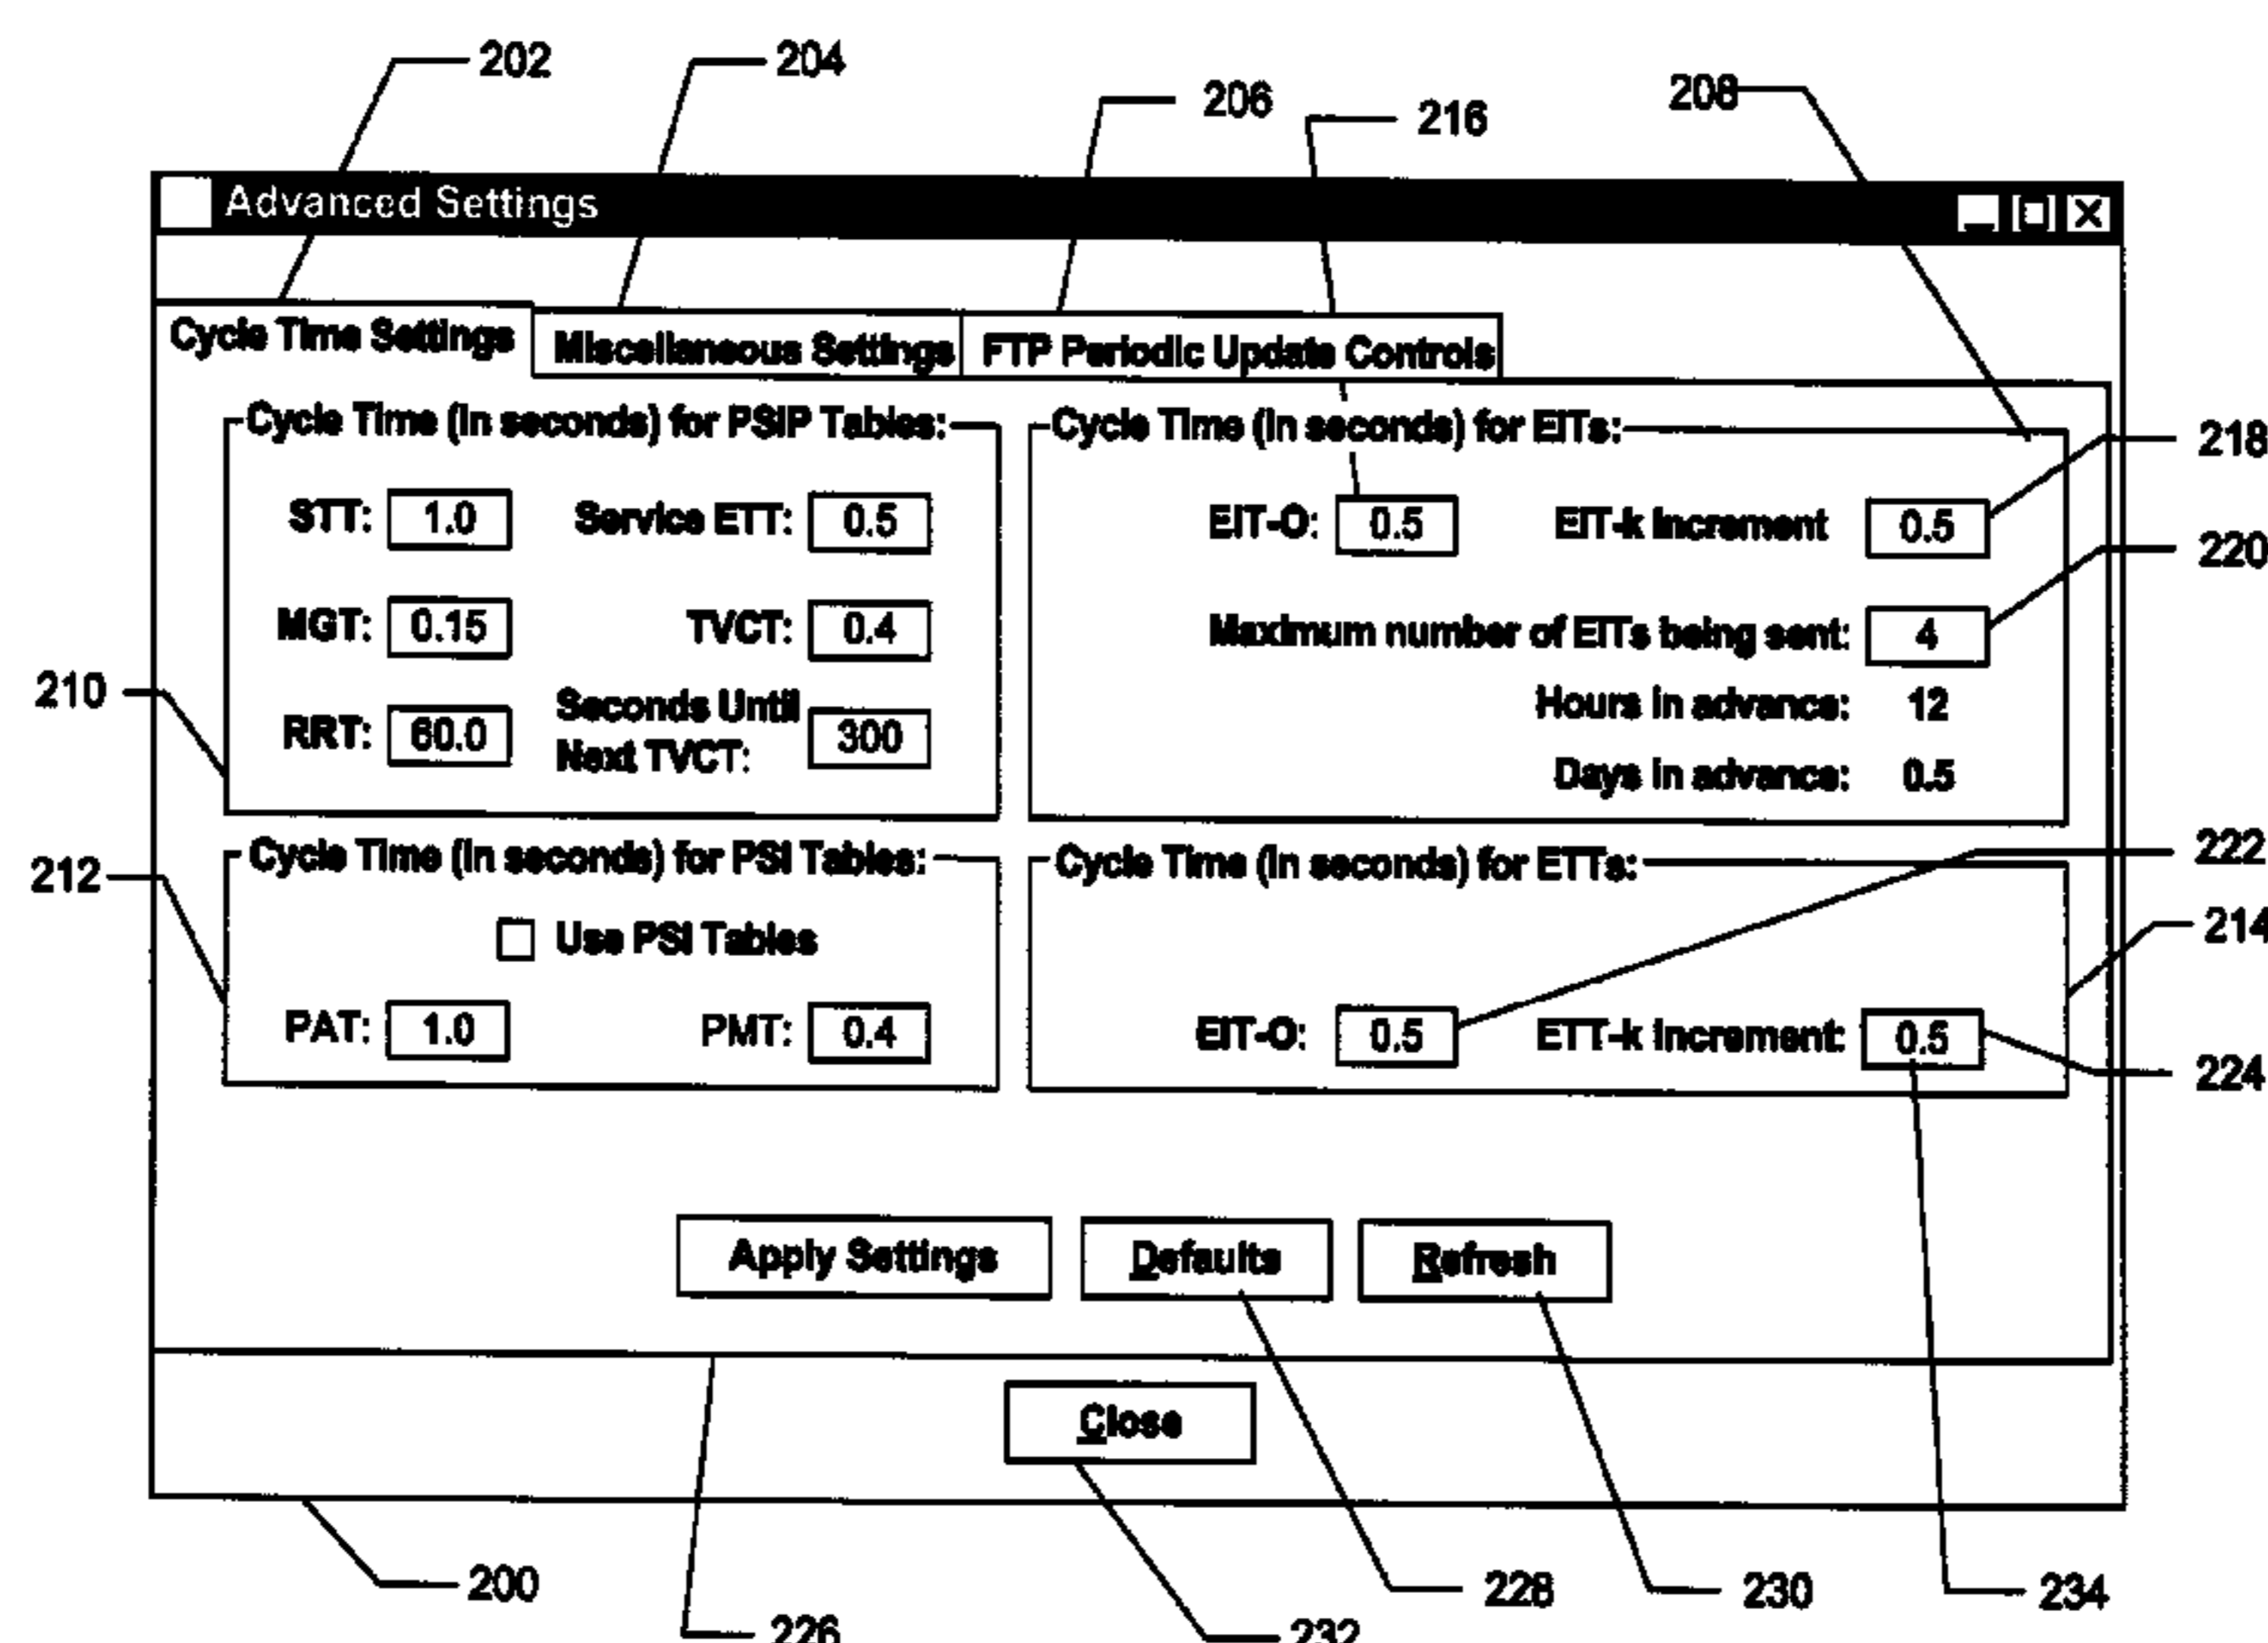 202
204
206
216
208
Advanced Settings
Cycle Time Settings
Miscellaneous Settings
FTP Periodic Update Controls
Cycle Time (in seconds) for PSIP Tables:
STT: 1.0
Service ETT: 0.5
MGT: 0.15
TVCT: 0.4
RRT: 60.0
Seconds Until
Next TVCT: 300
Cycle Time (in seconds) for EITs:
EIT-O: 0.5
EIT-k Increment 0.5
Maximum number of EITs being sent: 4
Hours in advance: 12
Days in advance: 0.5
218
220
210
212
Cycle Time (in seconds) for PSI Tables:
Use PSI Tables
PAT: 1.0
PMT: 0.4
Cycle Time (in seconds) for ETTs:
EIT-O: 0.5
ETT-k Increment: 0.5
222
214
224
Apply Settings
Defaults
Refresh
Close
200
226
232
228
230
234